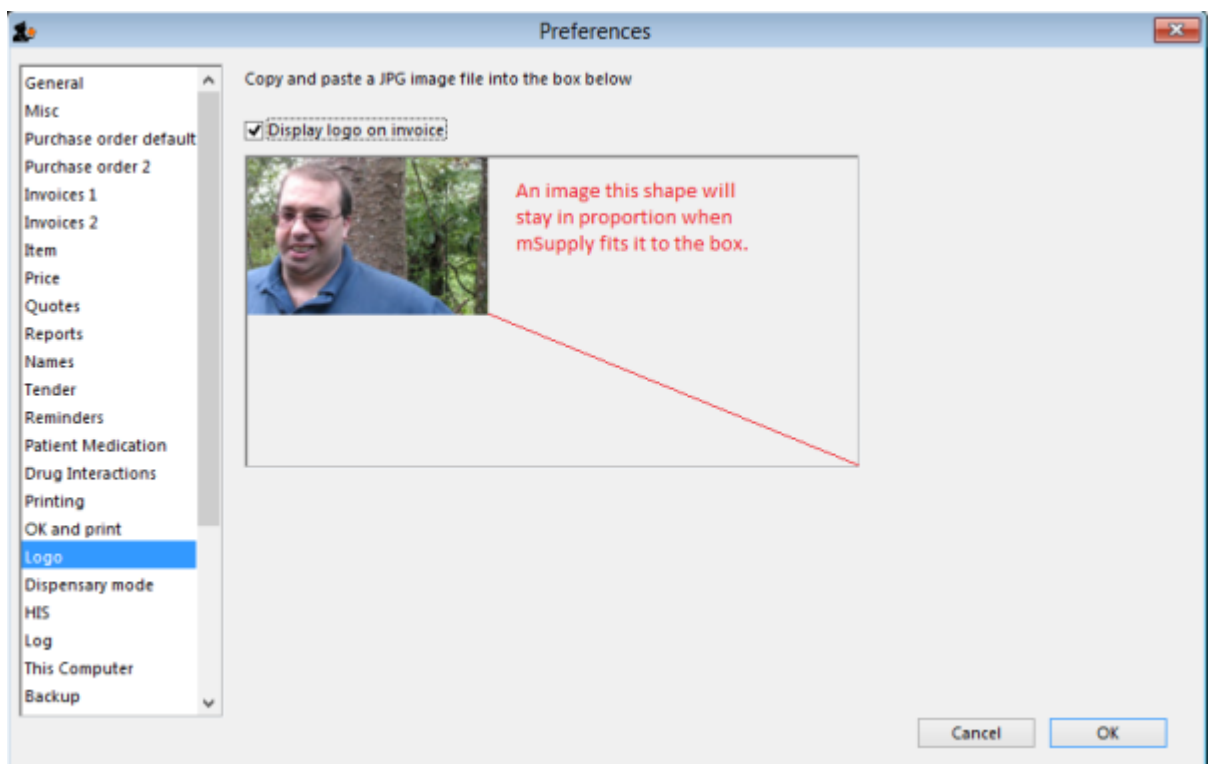 Preferences
General
Misc
Purchase order default
Purchase order 2
Invoices 1
Invoices 2
Item
Price
Quotes
Reports
Names
Tender
Reminders
Patient Medication
Drug Interactions
Printing
OK and print
Logo
Dispensary mode
HIS
Log
This Computer
Backup
Copy and paste a JPG image file into the box below
Display logo on invoice
An image this shape will
stay in proportion when
mSupply fits it to the box.
Cancel
OK